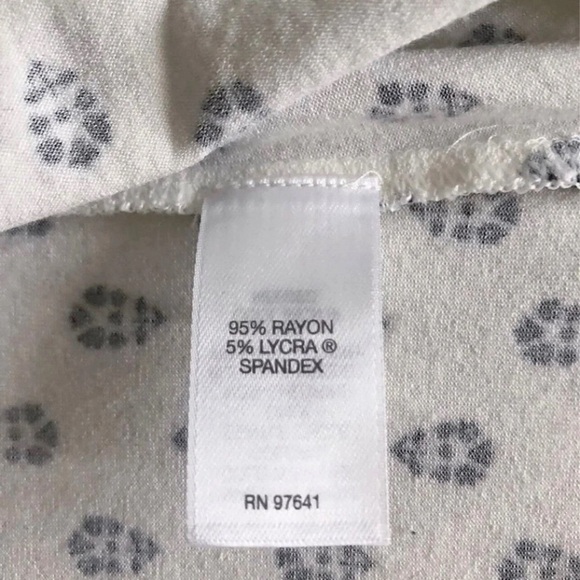 95% RAYON
5% LYCRA ®
SPANDEX
RN 97641